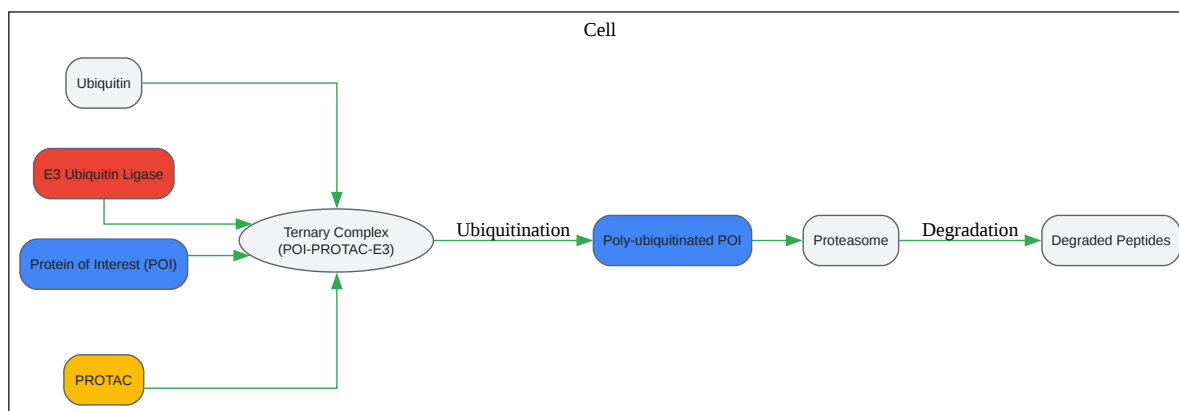 Cell
Ubiquitin
E3 Ubiquitin Ligase
Protein of Interest (POI)
PROTAC
Ternary Complex
(POI-PROTAC-E3)
Ubiquitination
Poly-ubiquitinated POI
Proteasome
Degradation
Degraded Peptides